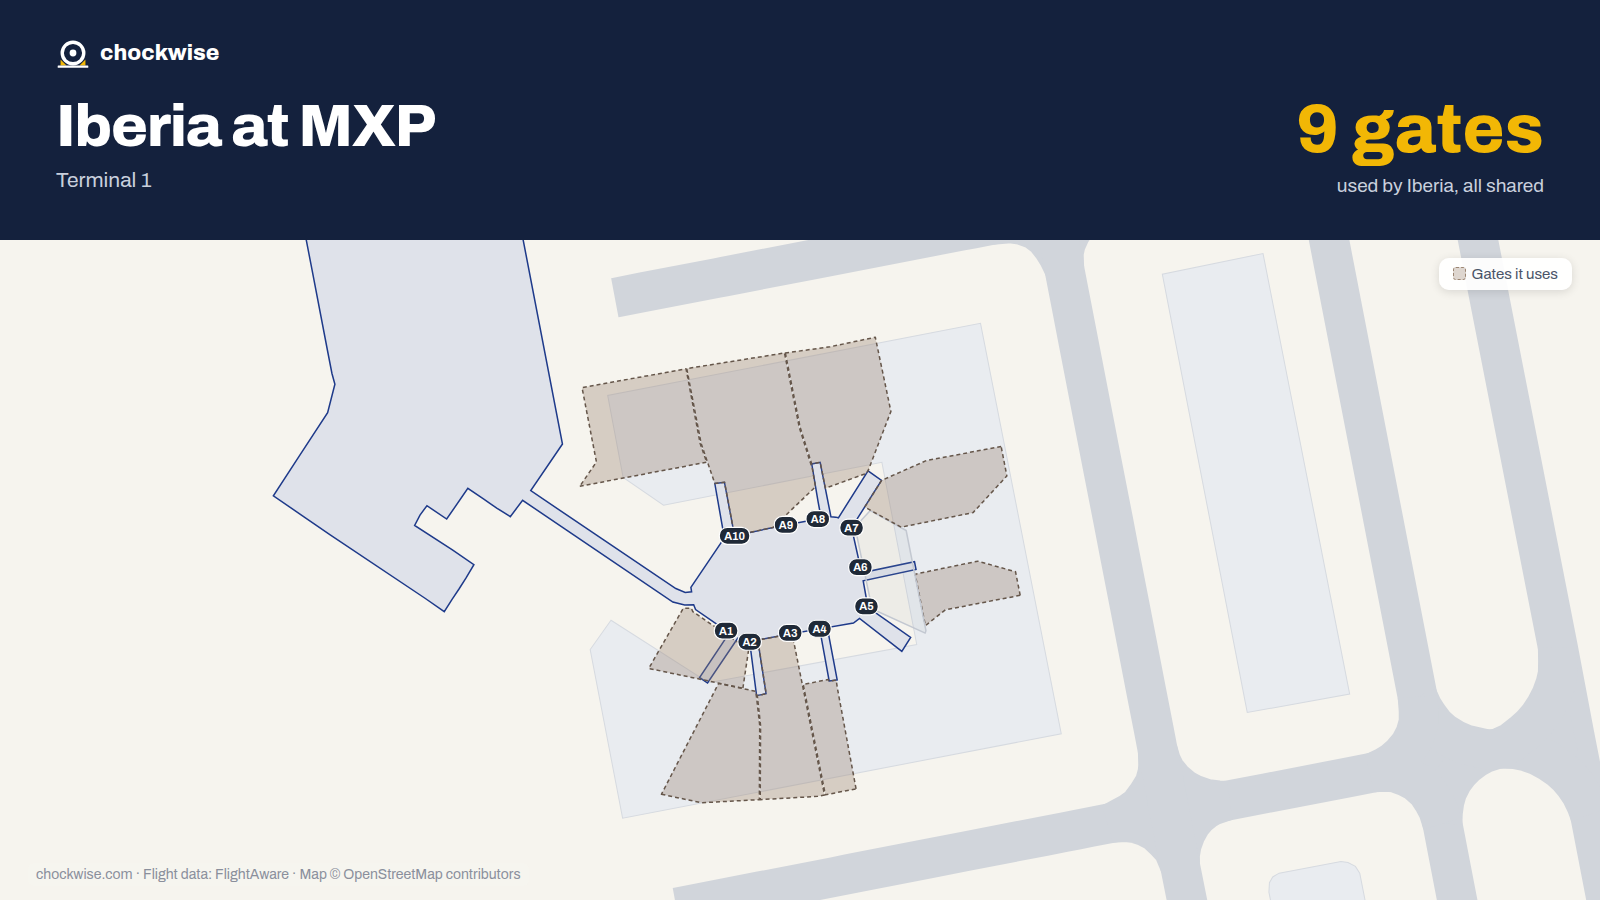 chockwise
Iberia at MXP
Terminal 1
9 gates
used by Iberia, all shared
Gates it uses
A10
A9
A8
A7
A6
A5
A1
A2
A3
A4
chockwise.com · Flight data: FlightAware · Map © OpenStreetMap contributors